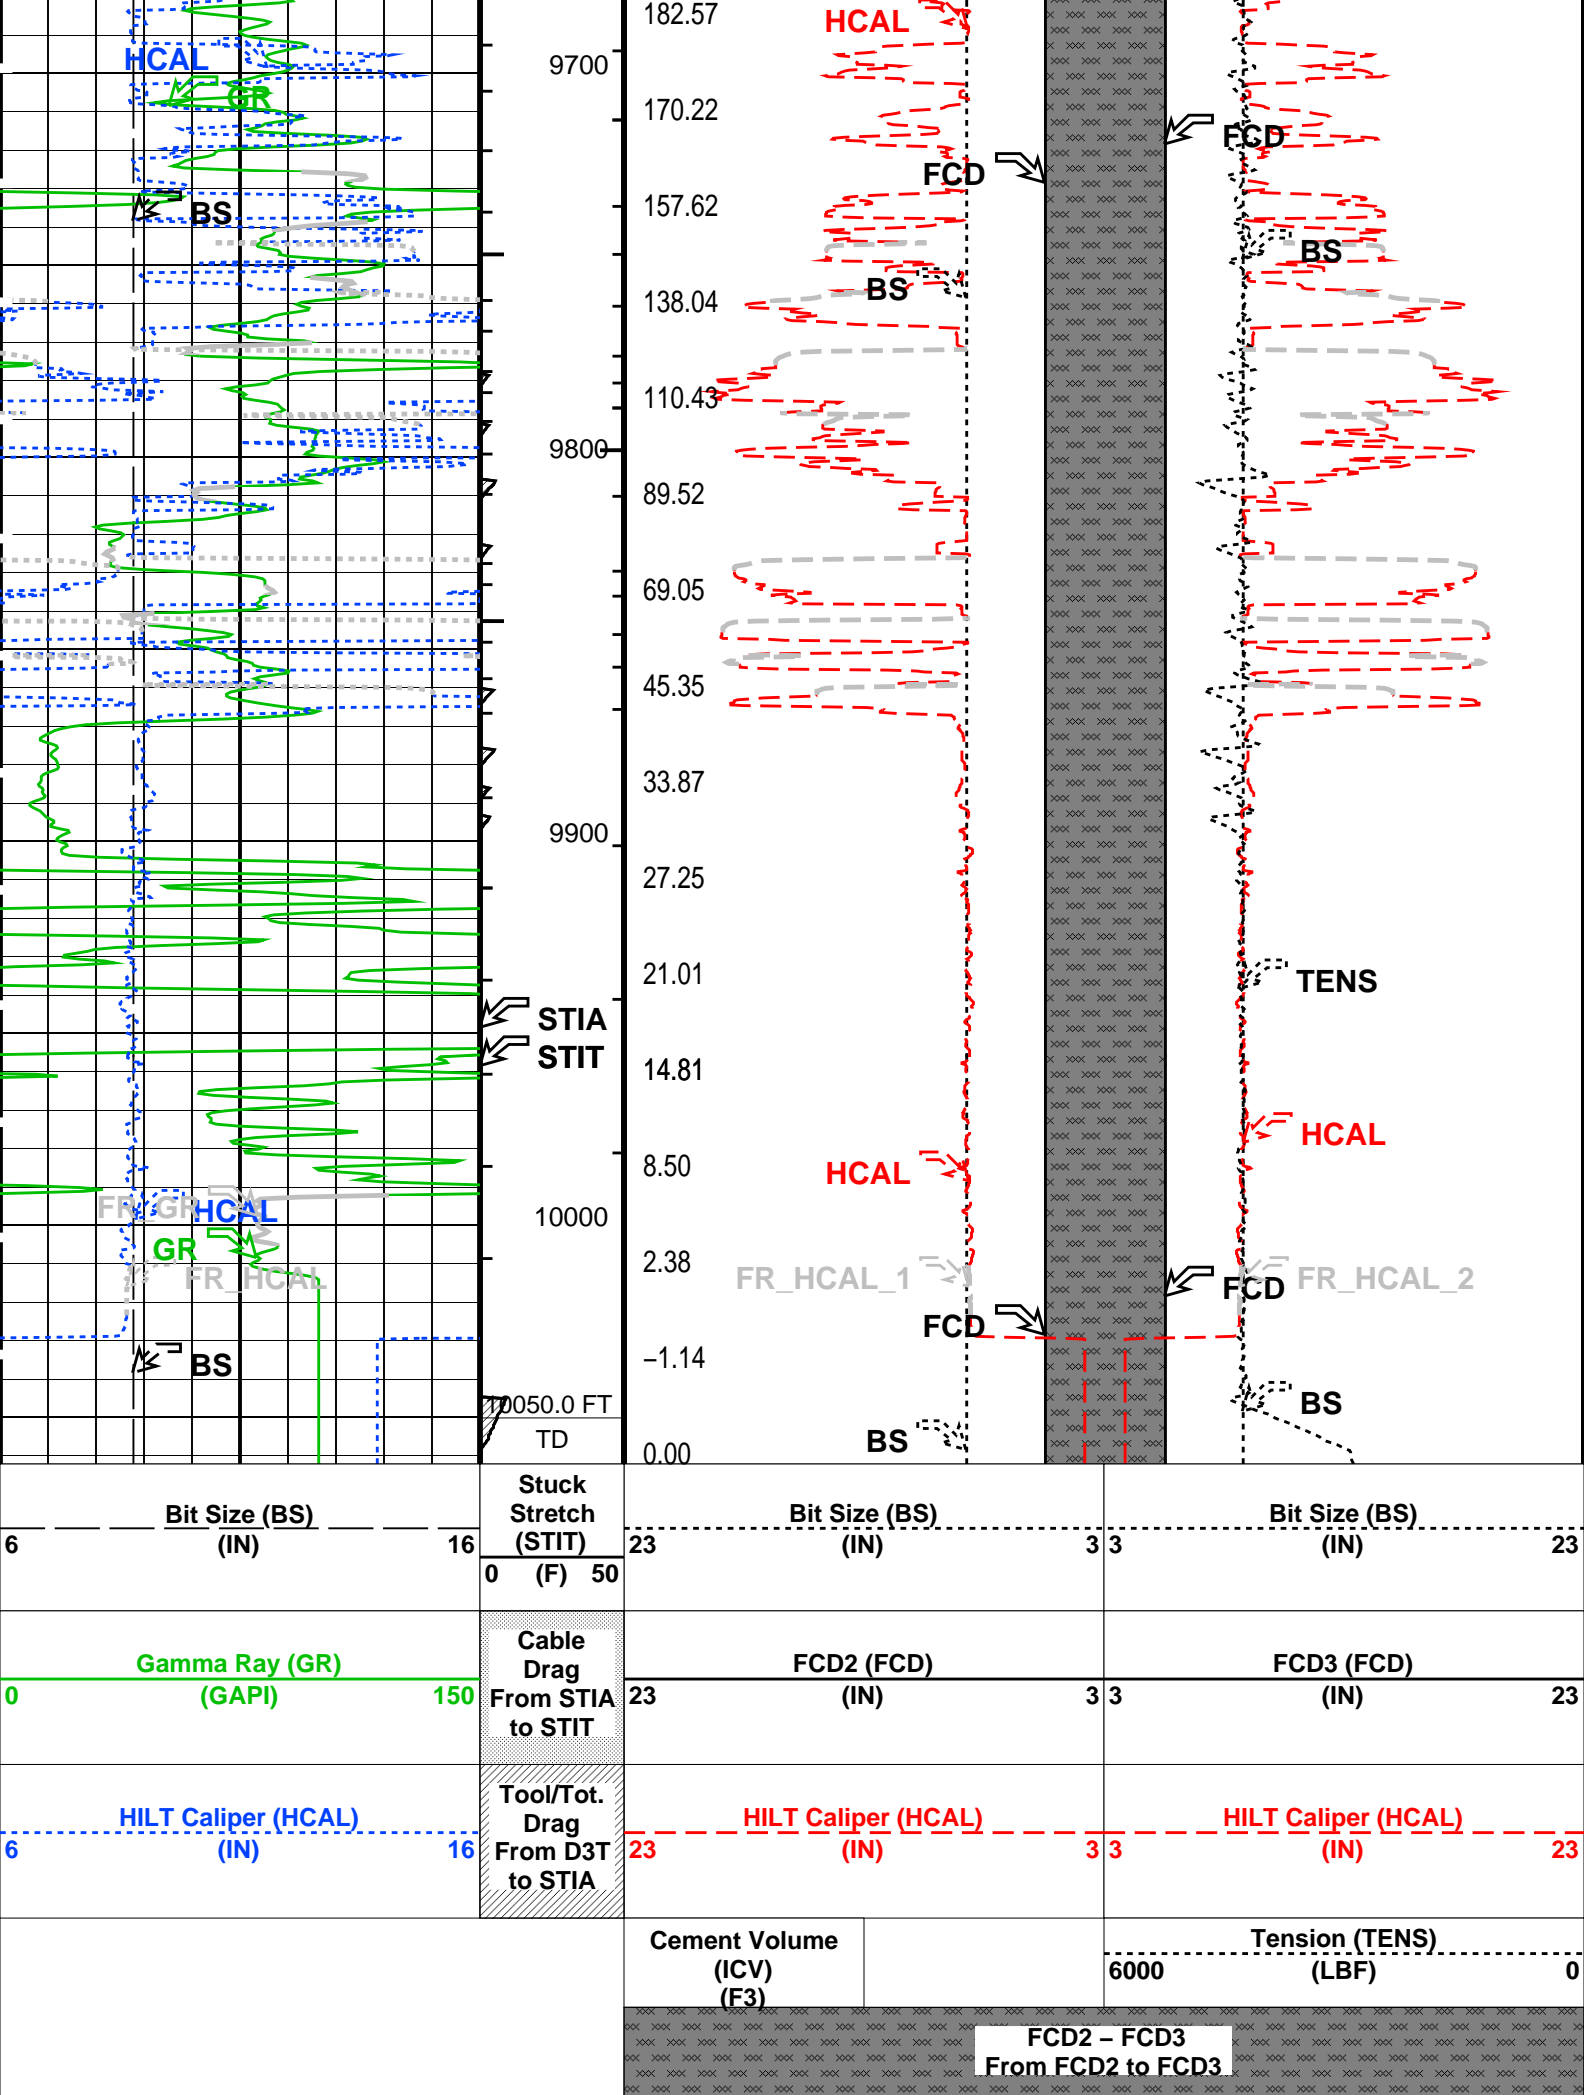 182.57
HCAL
HCAL
9700
GR
170.22
FCD
FCD
157.62
BS
BS
BS
138.04
110.43
9800
89.52
69.05
45.35
33.87
9900
27.25
21.01
TENS
STIA
STIT
14.81
HCAL
8.50
HCAL
FR_GR
HCAL
10000
GR
2.38
FR_HCAL
FR_HCAL_1
FCD
FR_HCAL_2
FCD
BS
−1.14
10050.0 FT
BS
TD
BS
0.00
Bit Size (BS)
6 (IN) 16
Stuck
Stretch
(STIT)
0 (F) 50
Bit Size (BS)
23 (IN) 3
Bit Size (BS)
3 (IN) 23
Gamma Ray (GR)
0 (GAPI) 150
Cable
Drag
From STIA
to STIT
FCD2 (FCD)
23 (IN) 3
FCD3 (FCD)
3 (IN) 23
HILT Caliper (HCAL)
6 (IN) 16
Tool/Tot.
Drag
From D3T
to STIA
HILT Caliper (HCAL)
23 (IN) 3
HILT Caliper (HCAL)
3 (IN) 23
Cement Volume
(ICV)
(F3)
Tension (TENS)
6000 (LBF) 0
FCD2 – FCD3
From FCD2 to FCD3